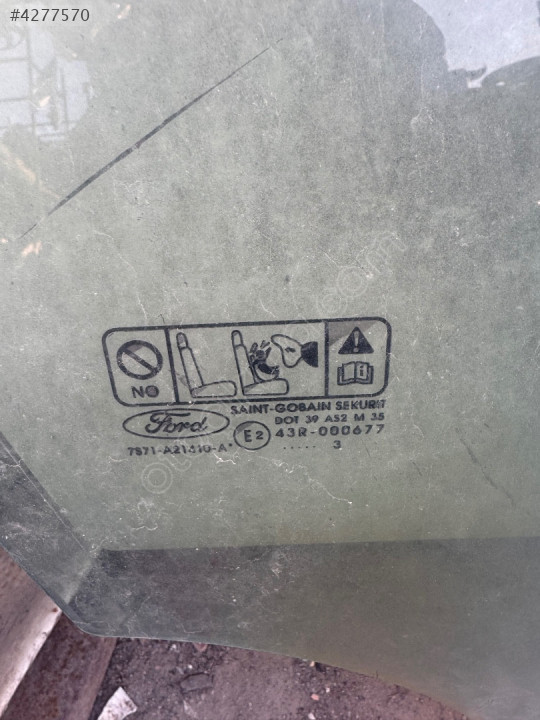 #4277570
NO
SAINT-GOBAIN SEKURIT
Ford
DOT 39 AS2 M 35
E2
43R-000677
..... 3